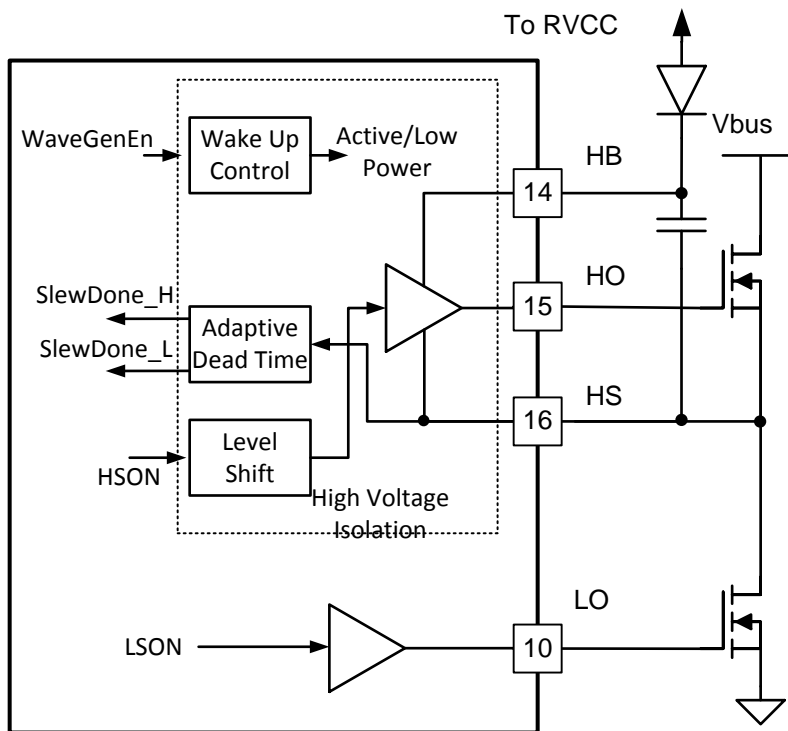 To RVCC
Vbus
WaveGenEn
Wake Up
Control
Active/Low
Power
HB
14
SlewDone_H
SlewDone_L
Adaptive
Dead Time
HO
15
HS
16
HSON
Level
Shift
High Voltage
Isolation
LSON
LO
10